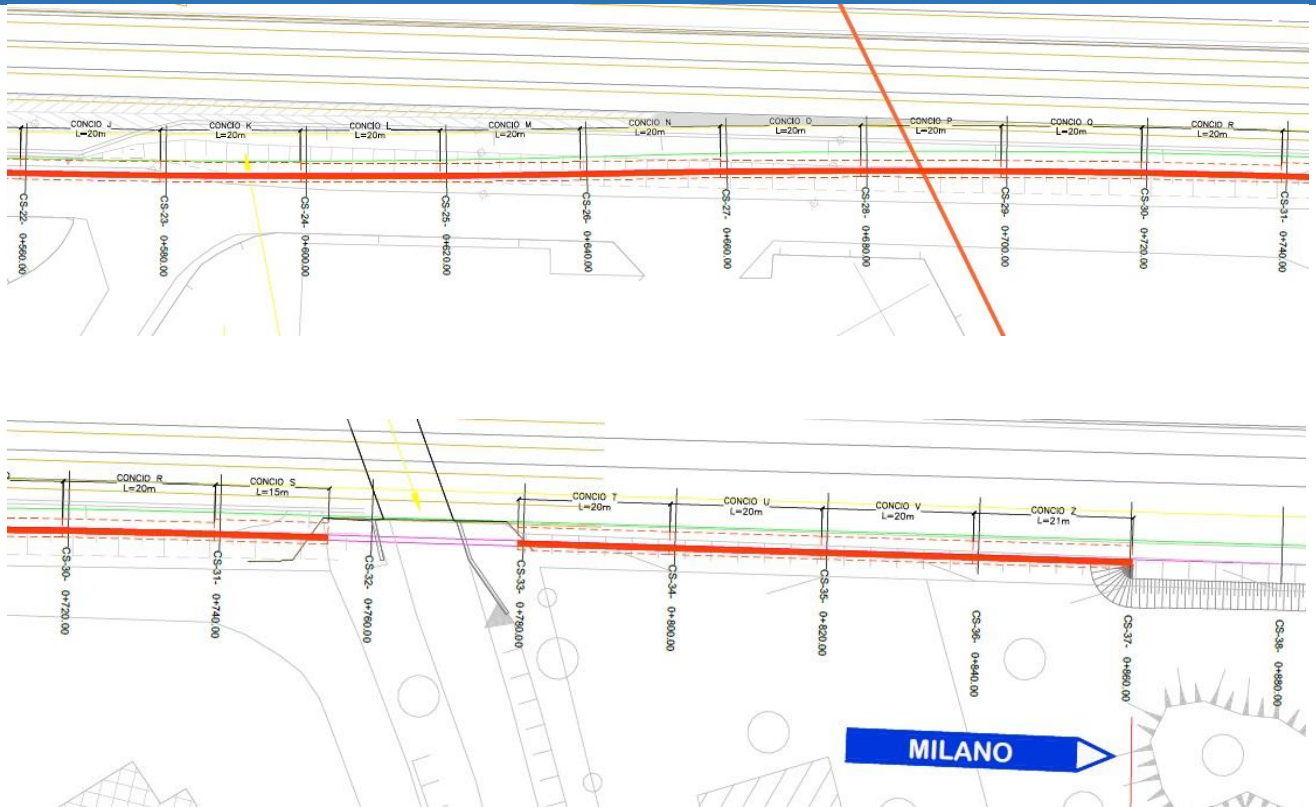 CONCIO J
L=20m
CONCIO K
L=20m
CONCIO L
L=20m
CONCIO M
L=20m
CONCIO N
L=20m
CONCIO O
L=20m
CONCIO P
L=20m
CONCIO Q
L=20m
CONCIO R
L=20m
CS-22- 0+560.00
CS-23- 0+580.00
CS-24- 0+600.00
CS-25- 0+620.00
CS-26- 0+640.00
CS-27- 0+660.00
CS-28- 0+680.00
CS-29- 0+700.00
CS-30- 0+720.00
CS-31- 0+740.00
CONCIO R
L=20m
CONCIO S
L=15m
CONCIO T
L=20m
CONCIO U
L=20m
CONCIO V
L=20m
CONCIO Z
L=21m
CS-30- 0+720.00
CS-31- 0+740.00
CS-32- 0+760.00
CS-33- 0+780.00
CS-34- 0+800.00
CS-35- 0+820.00
CS-36- 0+840.00
CS-37- 0+860.00
CS-38- 0+880.00
MILANO